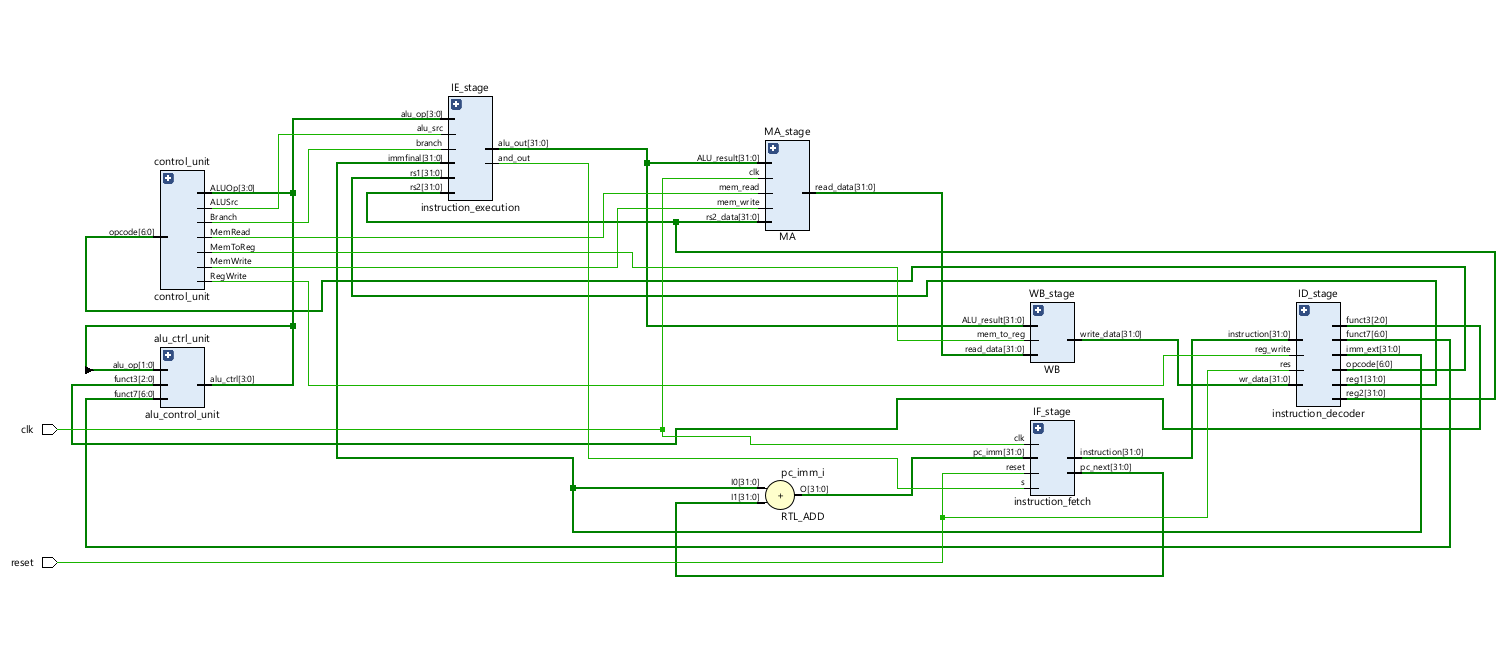 IE_stage
alu_op[3:0]
alu_src
branch
immfinal[31:0]
rs1[31:0]
rs2[31:0]
alu_out[31:0]
and_out
instruction_execution
MA_stage
ALU_result[31:0]
clk
mem_read
mem_write
rs2_data[31:0]
read_data[31:0]
MA
control_unit
opcode[6:0]
ALUOp[3:0]
ALUSrc
Branch
MemRead
MemToReg
MemWrite
RegWrite
control_unit
WB_stage
ALU_result[31:0]
mem_to_reg
read_data[31:0]
write_data[31:0]
WB
ID_stage
instruction[31:0]
reg_write
res
wr_data[31:0]
funct3[2:0]
funct7[6:0]
imm_ext[31:0]
opcode[6:0]
reg1[31:0]
reg2[31:0]
instruction_decoder
alu_ctrl_unit
alu_op[1:0]
funct3[2:0]
funct7[6:0]
alu_ctrl[3:0]
alu_control_unit
clk
IF_stage
clk
pc_imm[31:0]
reset
s
instruction[31:0]
pc_next[31:0]
instruction_fetch
pc_imm_i
I0[31:0]
I1[31:0]
+
O[31:0]
RTL_ADD
reset